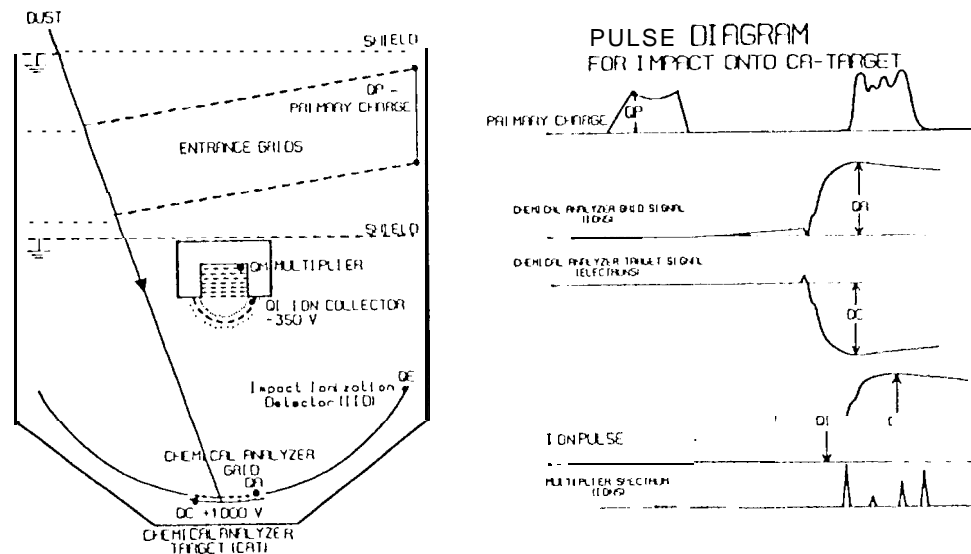 DUST
SHIELD
QP -
PRIMARY CHARGE
ENTRANCE GRIDS
SHIELD
QM MULTIPLIER
QI ION COLLECTOR
-350 V
QE
Impact Ionization
Detector (IID)
CHEMICAL ANALYZER
GRID
QA
QC +1000 V
CHEMICAL ANALYZER
TARGET (CAT)
PULSE DIAGRAM
FOR IMPACT ONTO CA-TARGET
PRIMARY CHARGE
QP
CHEMICAL ANALYZER GRID SIGNAL
(IONS)
QA
CHEMICAL ANALYZER TARGET SIGNAL
(ELECTRONS)
QC
QI
ION PULSE
MULTIPLIER SPECTRUM
(IONS)